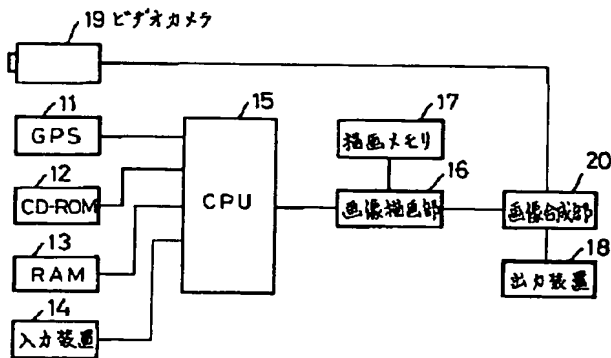 19 ビデオカメラ
11
GPS
12
CD-ROM
13
RAM
14
入力装置
15
CPU
17
描画メモリ
16
画像描画部
20
画像合成部
18
出力装置